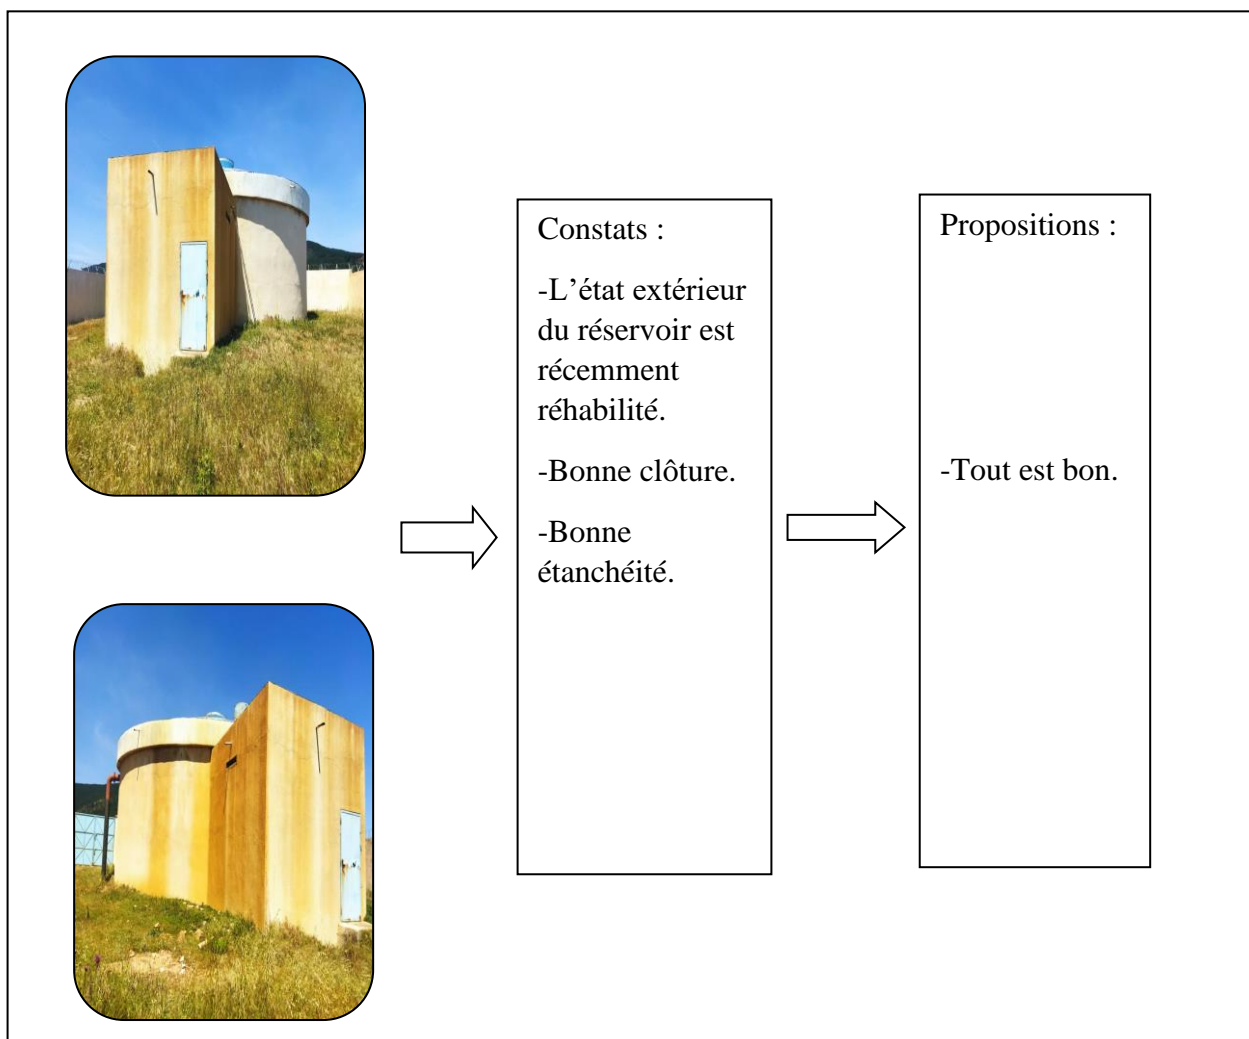 Constats :
-L’état extérieur
du réservoir est
récemment
réhabilité.
-Bonne clôture.
-Bonne
étanchéité.
Propositions :
-Tout est bon.